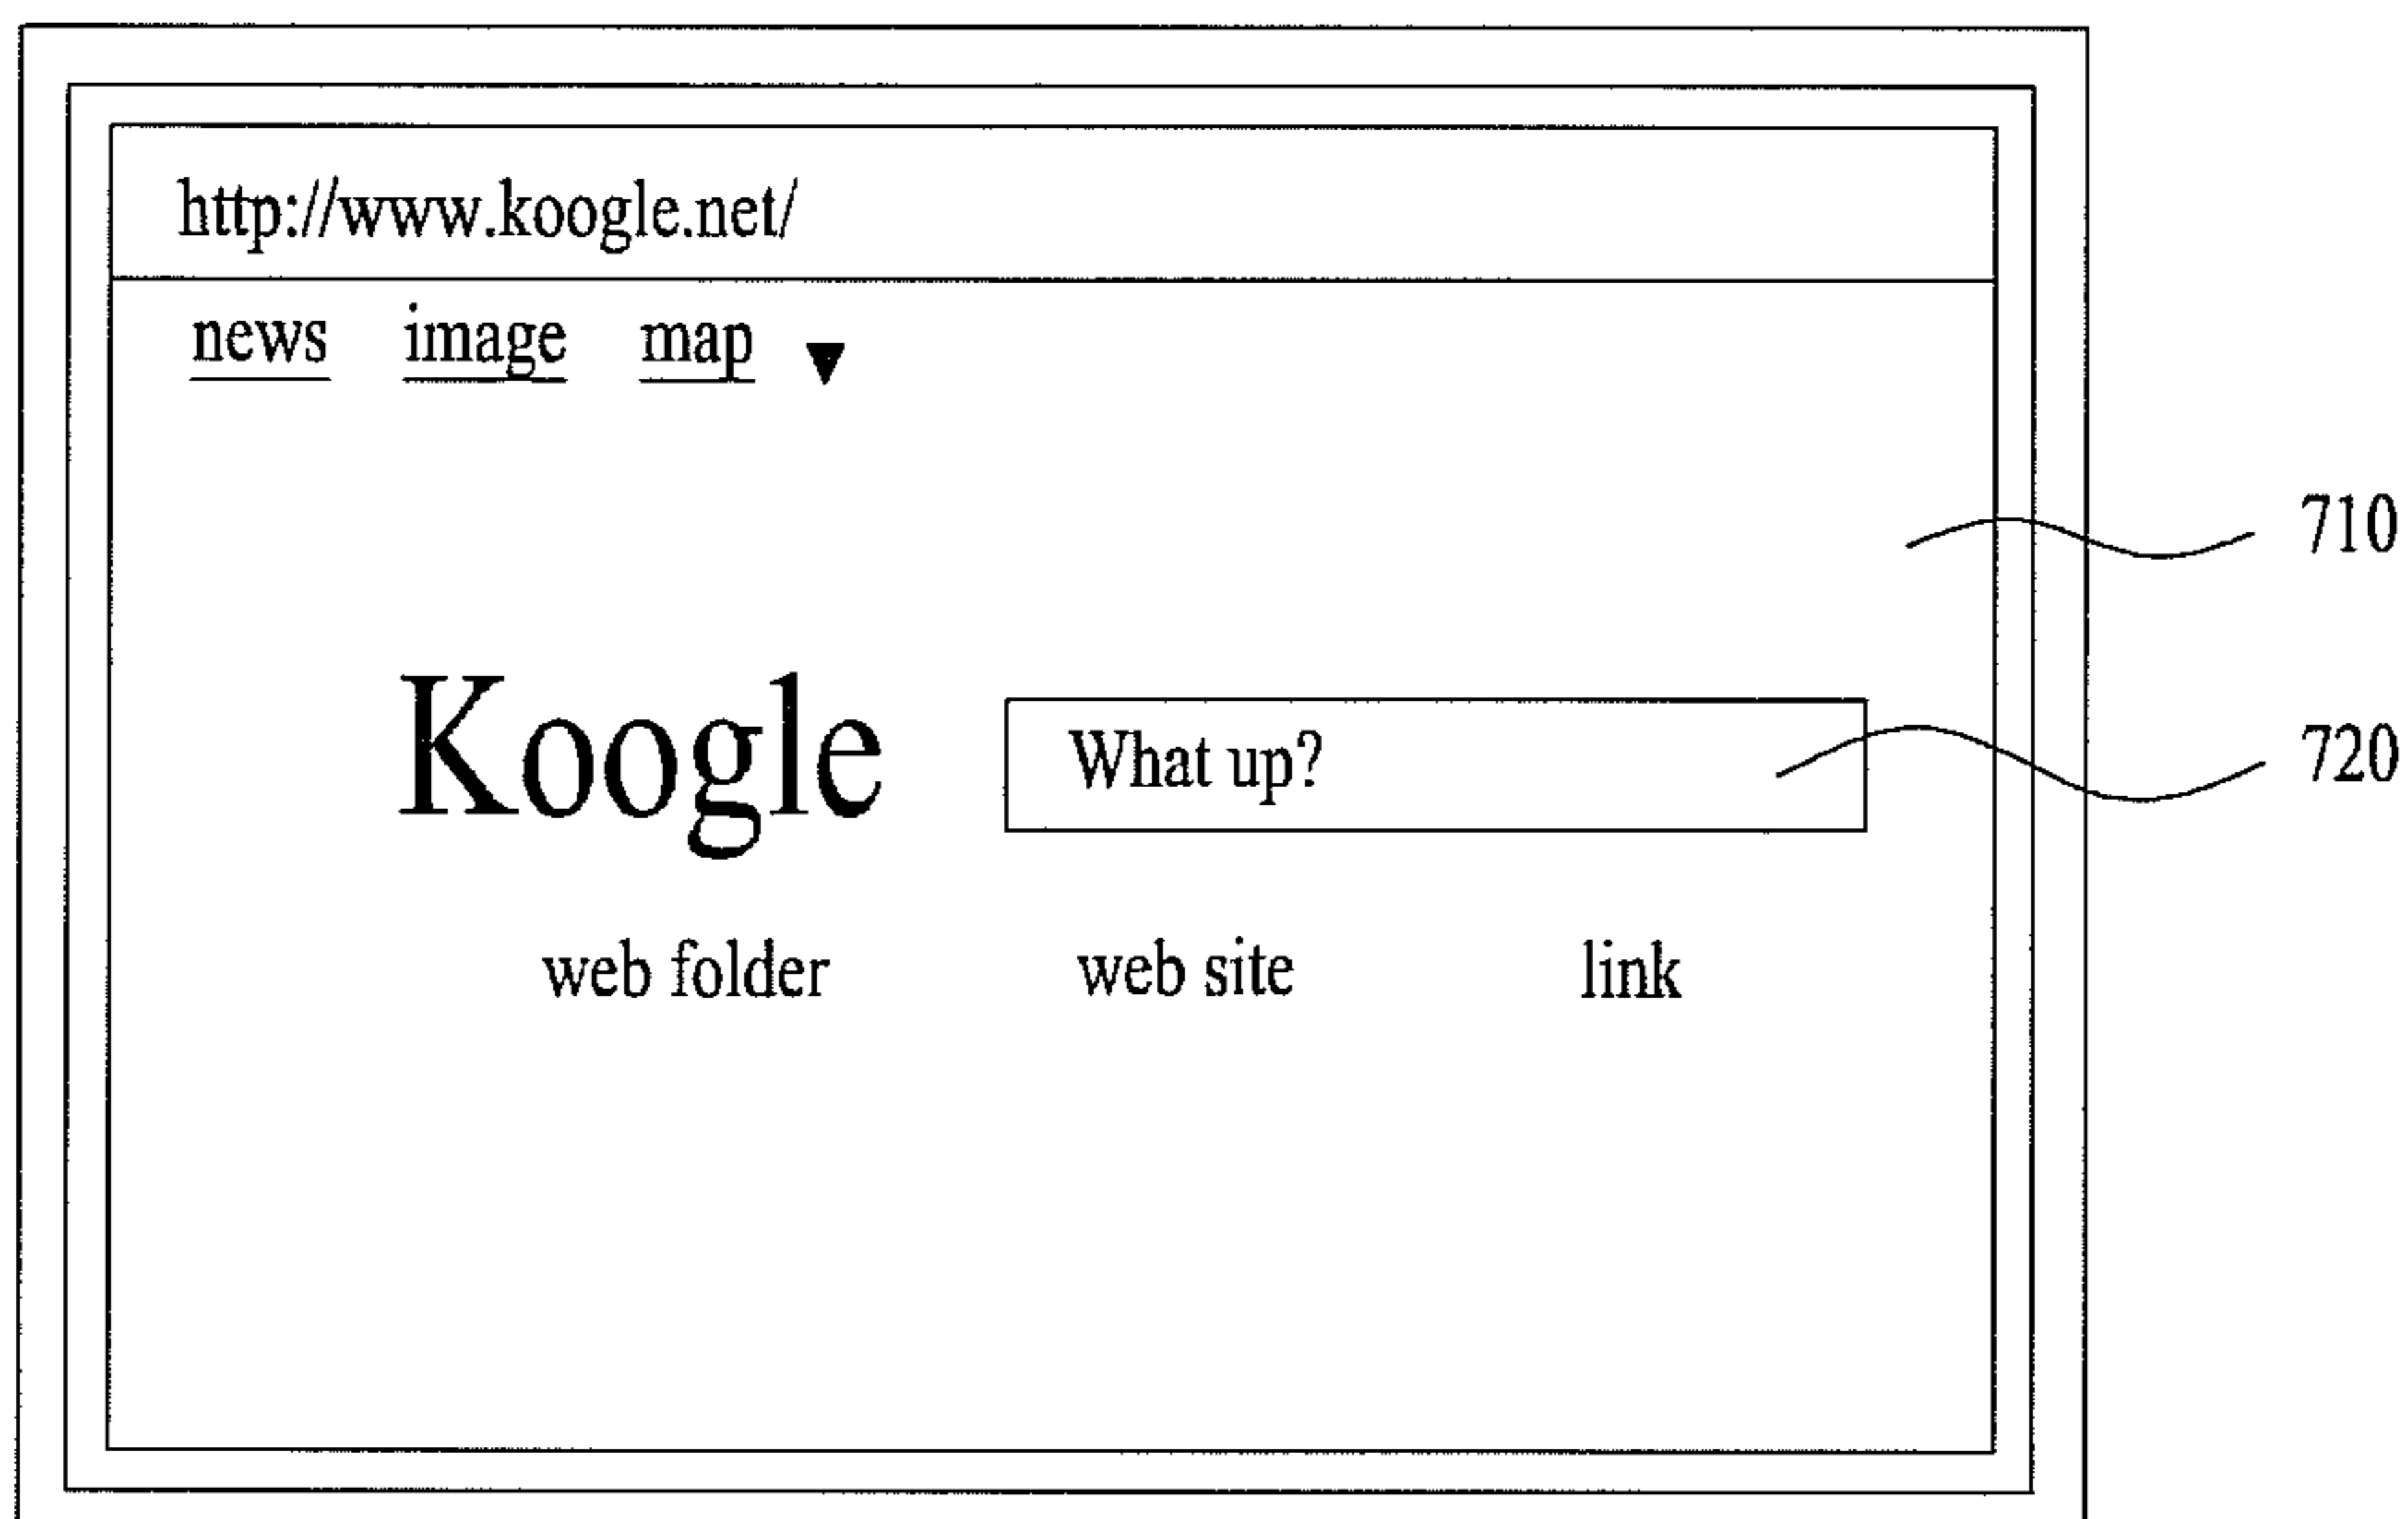 http://www.koogle.net/
news image map ▼
710
Koogle What up? 720
web folder web site link